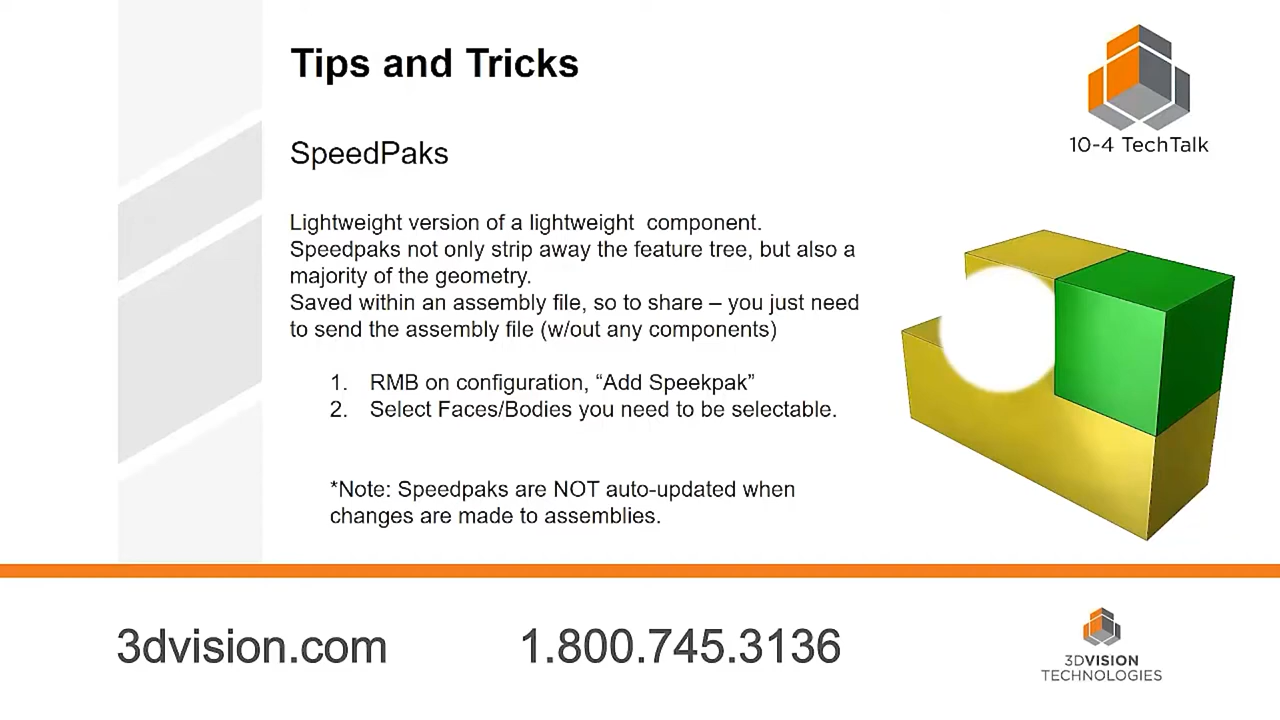 Tips and Tricks
10-4 TechTalk
SpeedPaks
Lightweight version of a lightweight component.
Speedpaks not only strip away the feature tree, but also a
majority of the geometry.
Saved within an assembly file, so to share – you just need
to send the assembly file (w/out any components)
1. RMB on configuration, “Add Speekpak”
2. Select Faces/Bodies you need to be selectable.
*Note: Speedpaks are NOT auto-updated when
changes are made to assemblies.
3dvision.com
1.800.745.3136
3DVISION
TECHNOLOGIES